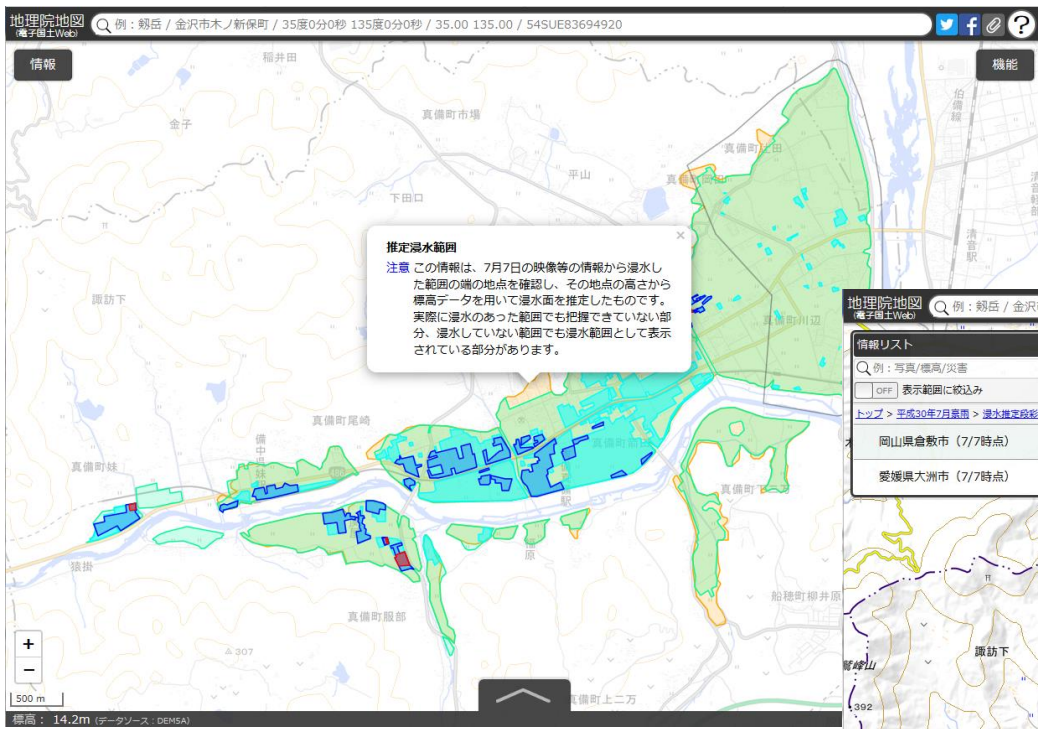 地理院地図
(電子国土Web)
例：剱岳 / 金沢市木ノ新保町 / 35度0分0秒 135度0分0秒 / 35.00 135.00 / 54SUE83694920
情報
機能
稲井田
金子
真備町市場
平山
下田口
伯備線
清音駅
諏訪下
推定浸水範囲
注意 この情報は、7月7日の映像等の情報から浸水し
た範囲の端の地点を確認し、その地点の高さから
標高データを用いて浸水面を推定したものです。
実際に浸水のあった範囲でも把握できていない部
分、浸水していない範囲でも浸水範囲として表示
されている部分があります。
真備町川辺
真備町尾崎
真備町妹
猿掛
真備町服部
船穂町柳井原
真備町上二万
307
500 m
標高： 14.2m (データソース：DEM5A)
地理院地図
(電子国土Web)
例：剱岳 / 金沢
情報リスト
例：写真/標高/災害
OFF 表示範囲に絞込み
トップ > 平成30年7月豪雨 > 浸水推定段彩
岡山県倉敷市（7/7時点）
愛媛県大洲市（7/7時点）
諏訪下
鷲峰山
392